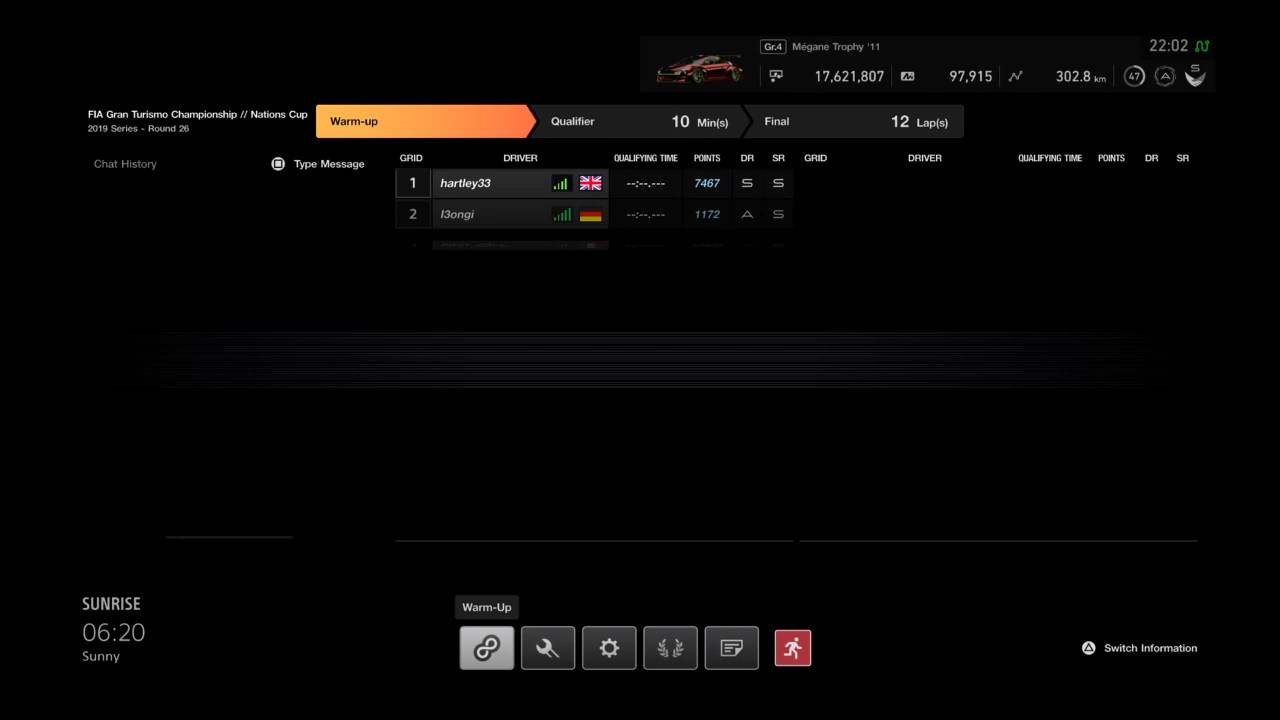 Gr.4 Mégane Trophy '11
22:02
17,621,807 97,915 302.8 km 47 A S
FIA Gran Turismo Championship // Nations Cup
2019 Series - Round 26
Warm-up Qualifier 10 Min(s) Final 12 Lap(s)
Chat History Type Message
GRID DRIVER QUALIFYING TIME POINTS DR SR GRID DRIVER QUALIFYING TIME POINTS DR SR
1 hartley33 --:--.--- 7467 S S
2 l3ongi --:--.--- 1172 A S
Warm-Up
SUNRISE
06:20
Sunny
Switch Information